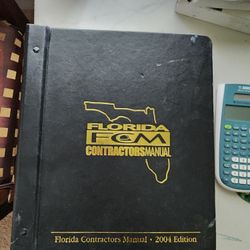 FLORIDA
FCM
CONTRACTORS MANUAL
Florida Contractors Manual • 2004 Edition